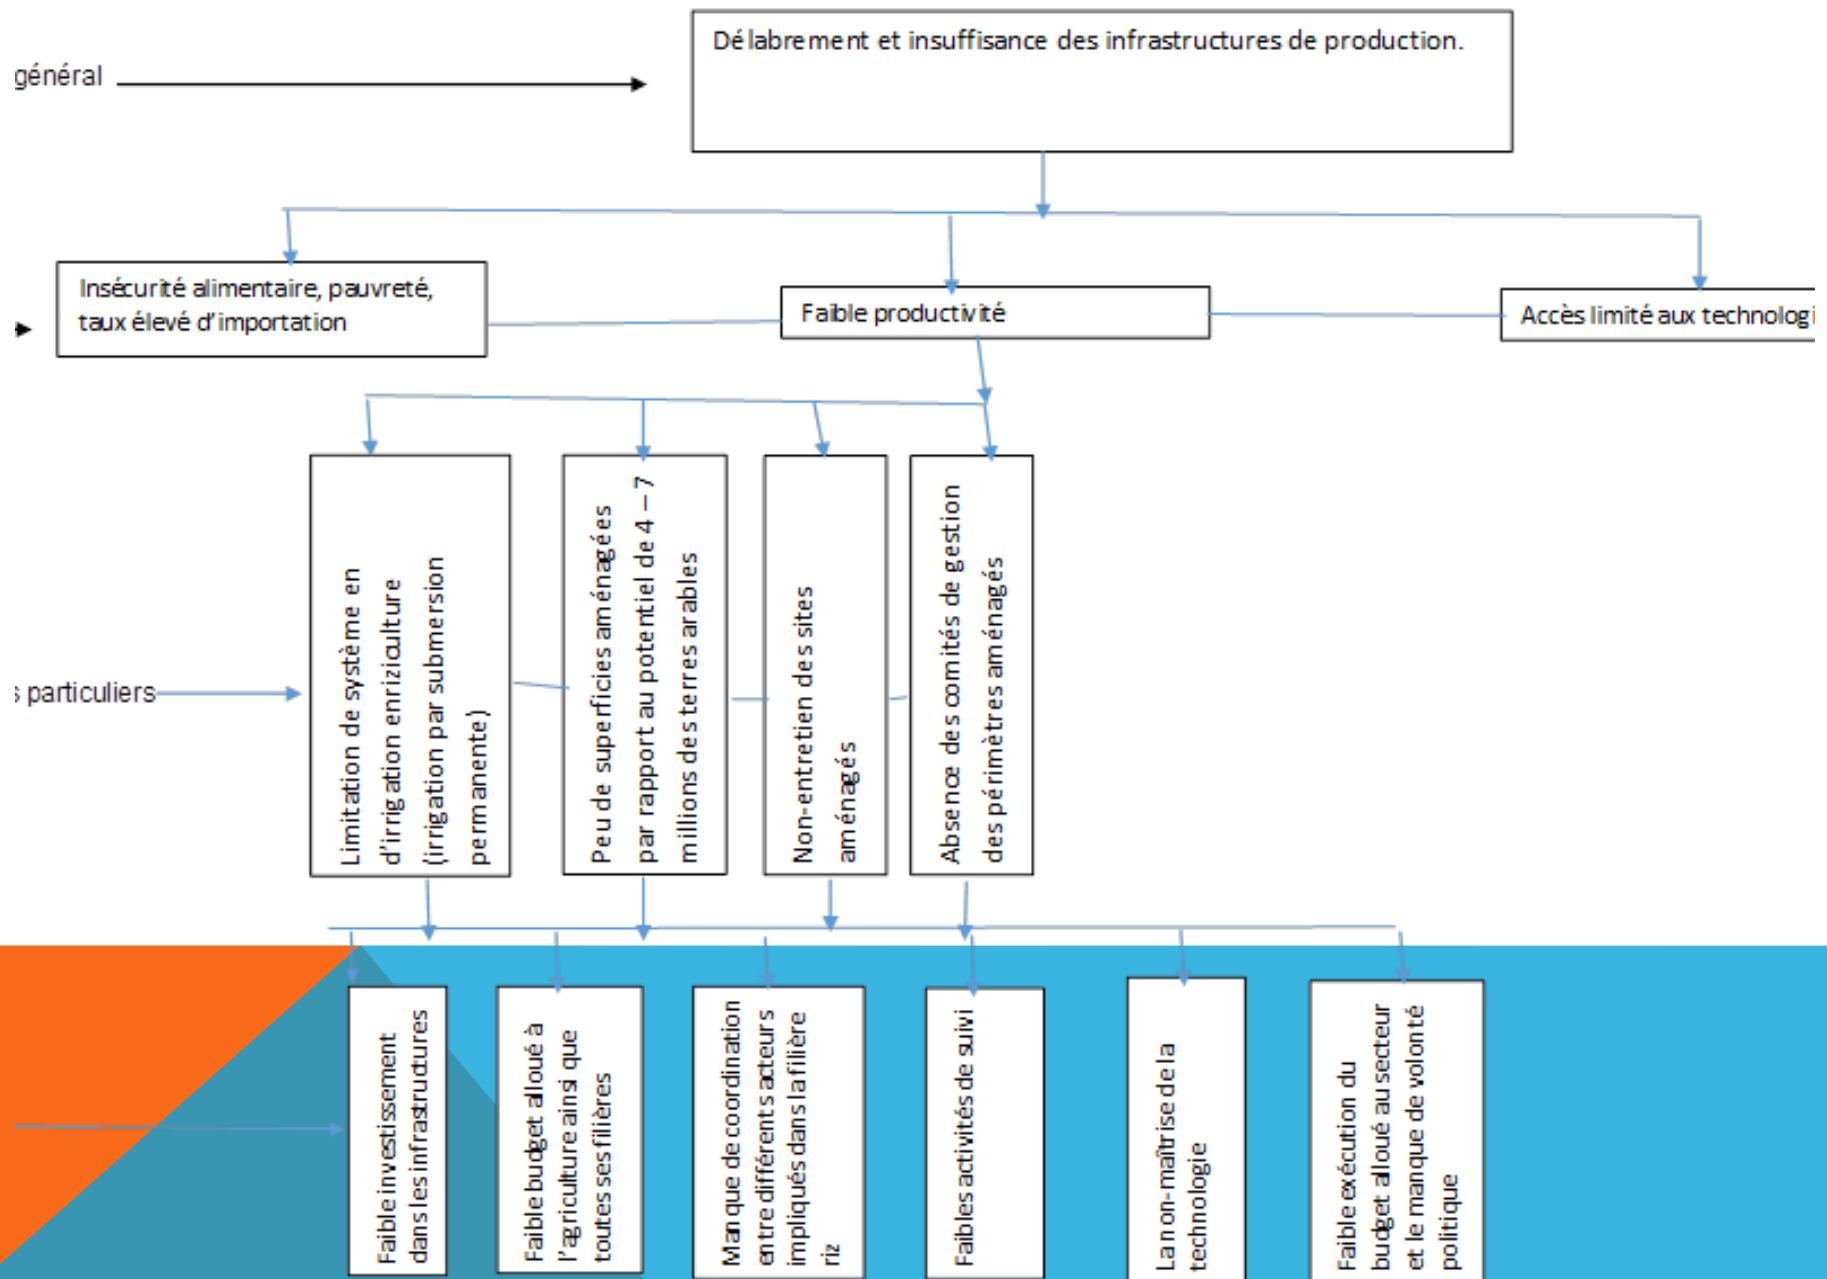 Délabrement et insuffisance des infrastructures de production.
général
Insécurité alimentaire, pauvreté,
taux élevé d'importation
Faible productivité
Accès limité aux technologi
s particuliers
Limitation de système en
d'irrigation enriziculture
(irrigation par submersion
permanente)
Peu de superficies aménagées
par rapport au potentiel de 4 – 7
millions des terres arables
Non-entretien des sites
aménagés
Absence des comités de gestion
des périmètres aménagés
Faible investissement
dans les infrastructures
Faible budget alloué à
l'agriculture ainsi que
toutes ses filières
Manque de coordination
entre différents acteurs
impliqués dans la filière
riz
Faibles activités de suivi
La non-maîtrise de la
technologie
Faible exécution du
budget alloué au secteur
et le manque de volonté
politique